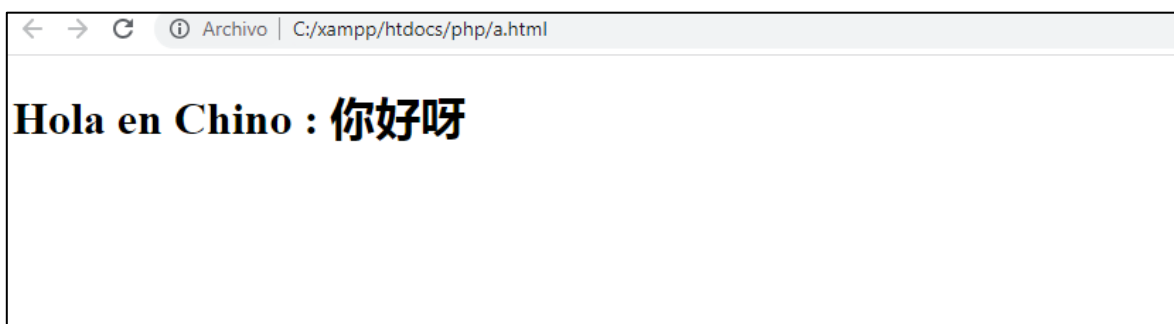 Archivo | C:/xampp/htdocs/php/a.html
Hola en Chino : 你好呀